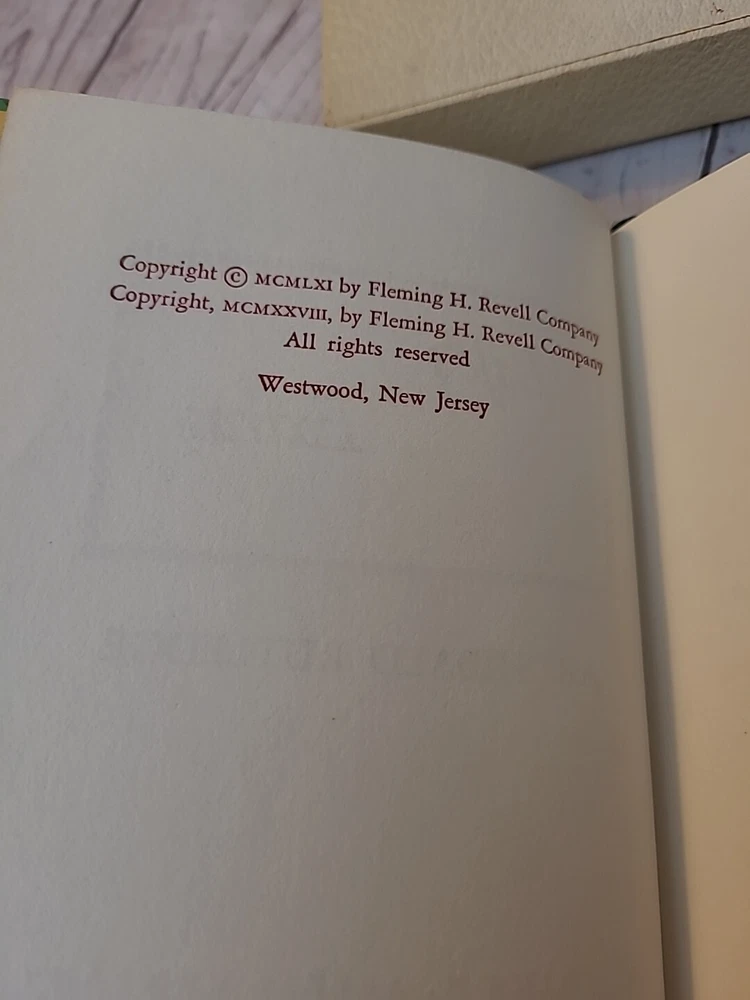 Copyright © MCMLXI by Fleming H. Revell Company
Copyright, MCMXXVIII, by Fleming H. Revell Company
All rights reserved
Westwood, New Jersey